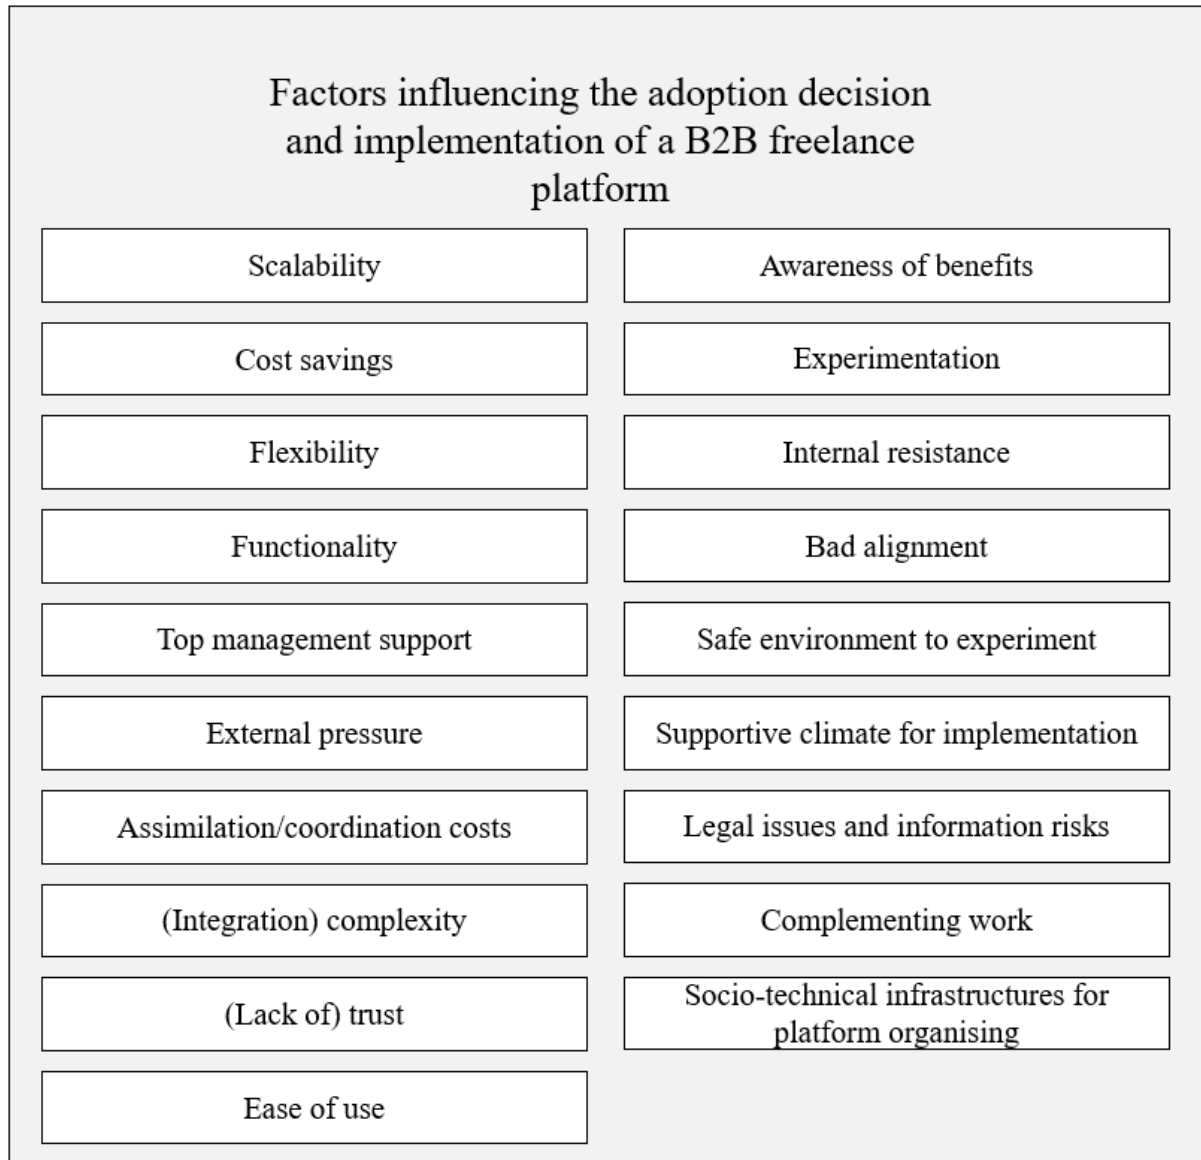 Factors influencing the adoption decision
and implementation of a B2B freelance
platform
Scalability
Cost savings
Flexibility
Functionality
Top management support
External pressure
Assimilation/coordination costs
(Integration) complexity
(Lack of) trust
Ease of use
Awareness of benefits
Experimentation
Internal resistance
Bad alignment
Safe environment to experiment
Supportive climate for implementation
Legal issues and information risks
Complementing work
Socio-technical infrastructures for
platform organising